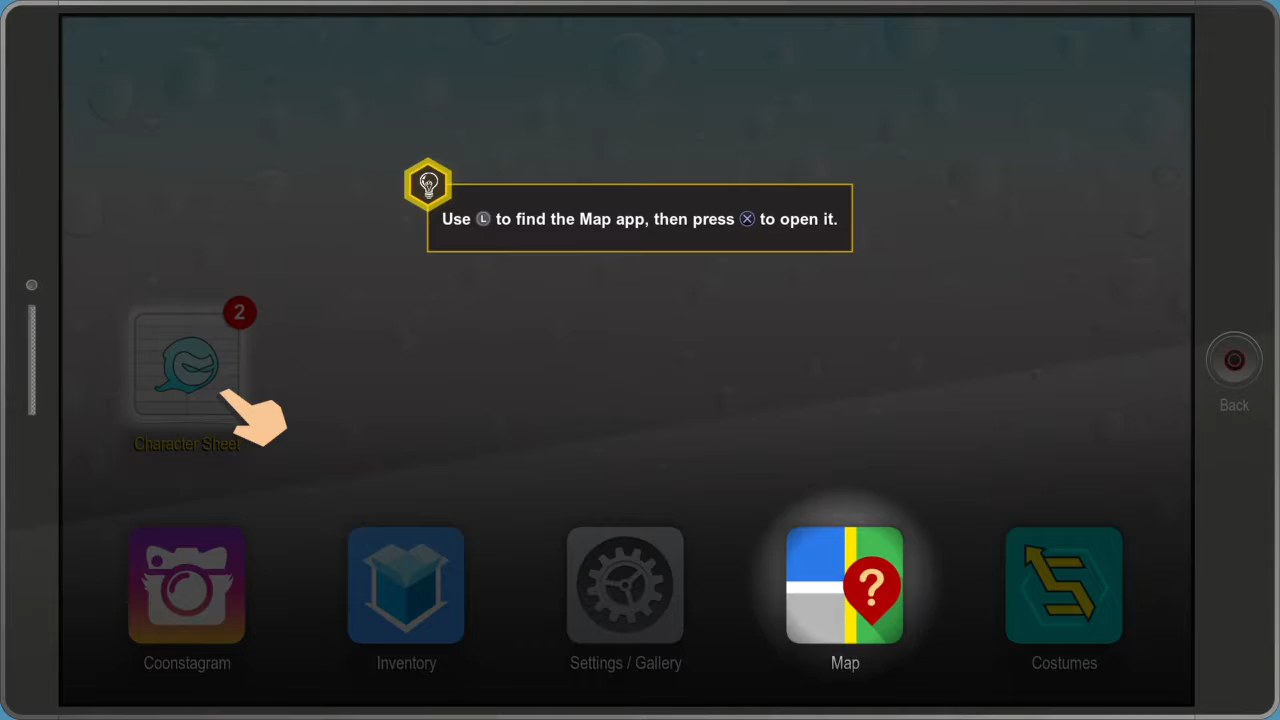 Use L to find the Map app, then press X to open it.
2
Character Sheet
Back
?
S
Coonstagram
Inventory
Settings / Gallery
Map
Costumes